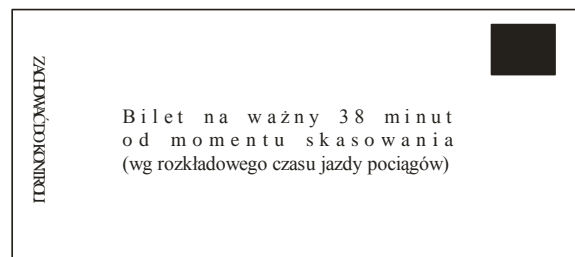 ZACHOWAĆ DO KONTROLI
Bilet na ważny 38 minut
od momentu skasowania
(wg rozkładowego czasu jazdy pociągów)